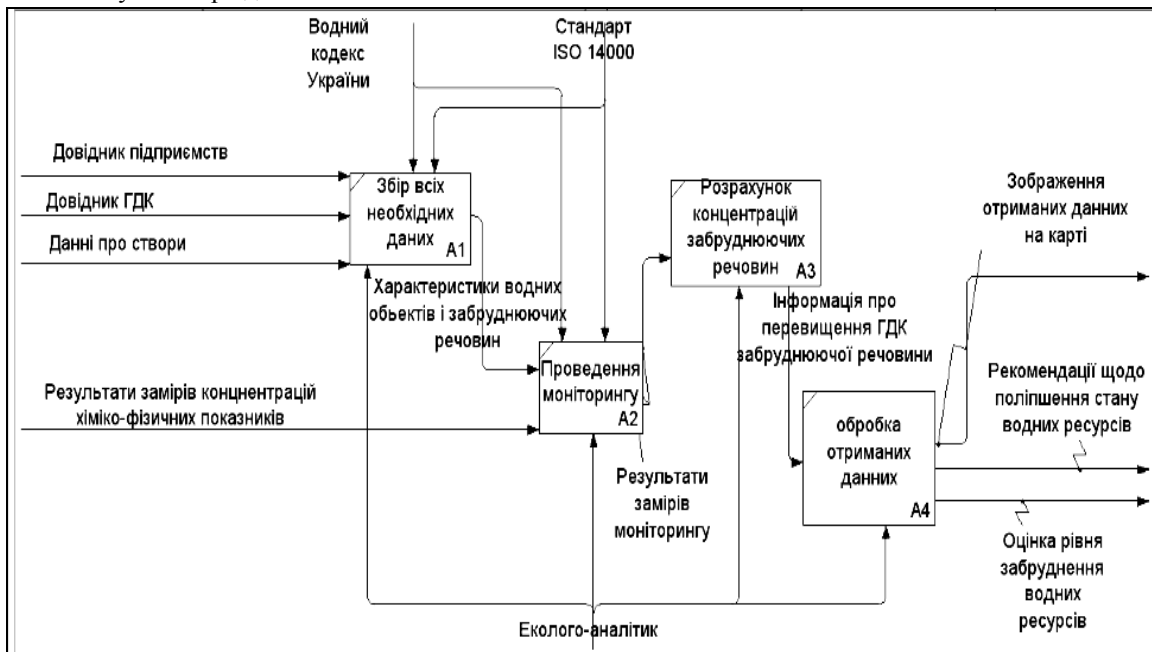 Водний
кодекс
України
Стандарт
ISO 14000
Довідник підприємств
Довідник ГДК
Данні про створи
Збір всіх
необхідних
даних
A1
Характеристики водних
обьектів і забруднюючих
речовин
Результати замірів концнентрацій
хіміко-фізичних показників
Проведення
моніторингу
A2
Результати
замірів
моніторингу
Розрахунок
концентрацій
забруднюючих
речовин
A3
Інформація про
перевищення ГДК
забруднюючої речовини
обробка
отриманих
данних
A4
Зображення
отриманих данних
на карті
Рекомендації щодо
поліпшення стану
водних ресурсів
Оцінка рівня
забруднення
водних
ресурсів
Еколого-аналітик